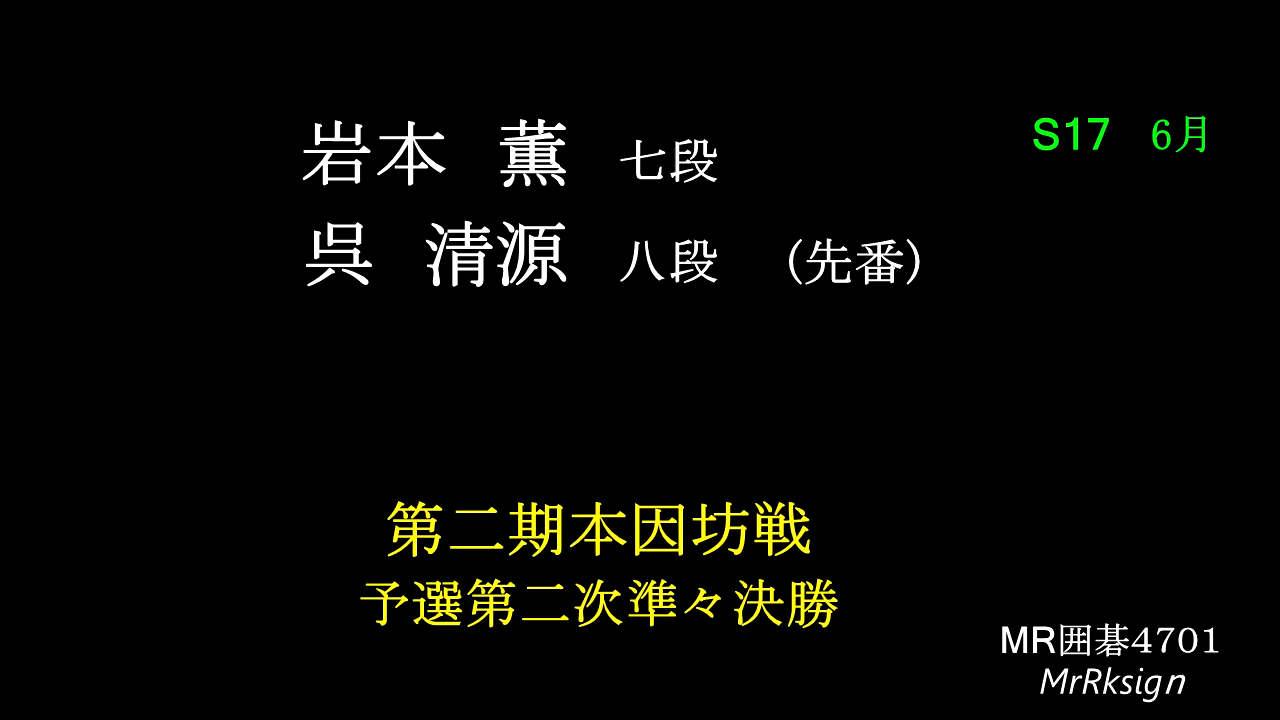 岩本 薫 七段
S17 6月
呉 清源 八段 (先番)
第二期本因坊戦
予選第二次準々決勝
MR囲碁4701
MrRksign